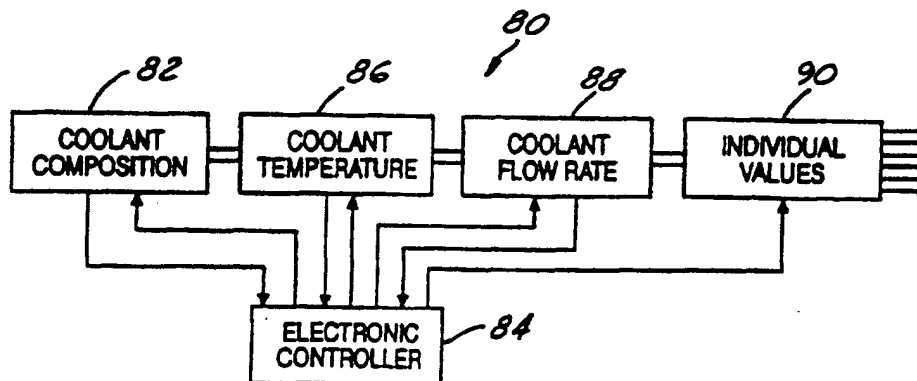 80
82
86
88
90
COOLANT
COMPOSITION
COOLANT
TEMPERATURE
COOLANT
FLOW RATE
INDIVIDUAL
VALUES
ELECTRONIC
CONTROLLER
84